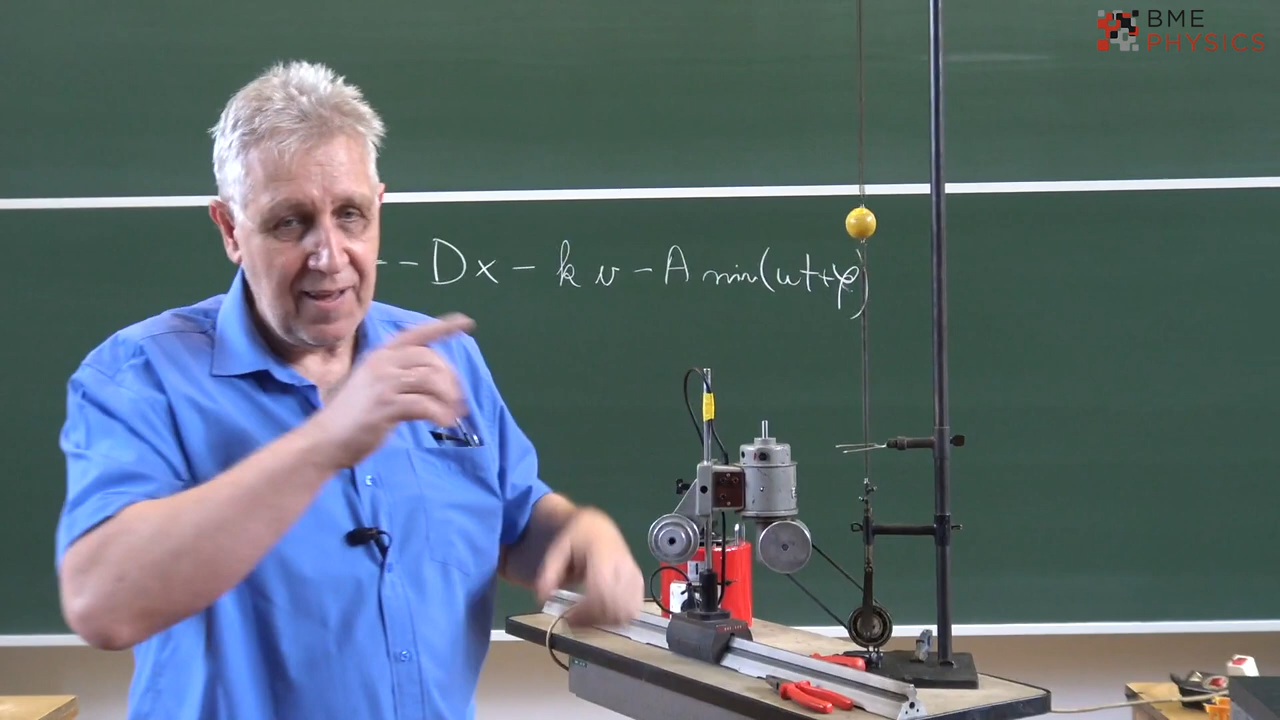 BME
PHYSICS
--Dx - kv - A sin(ωt+φ)